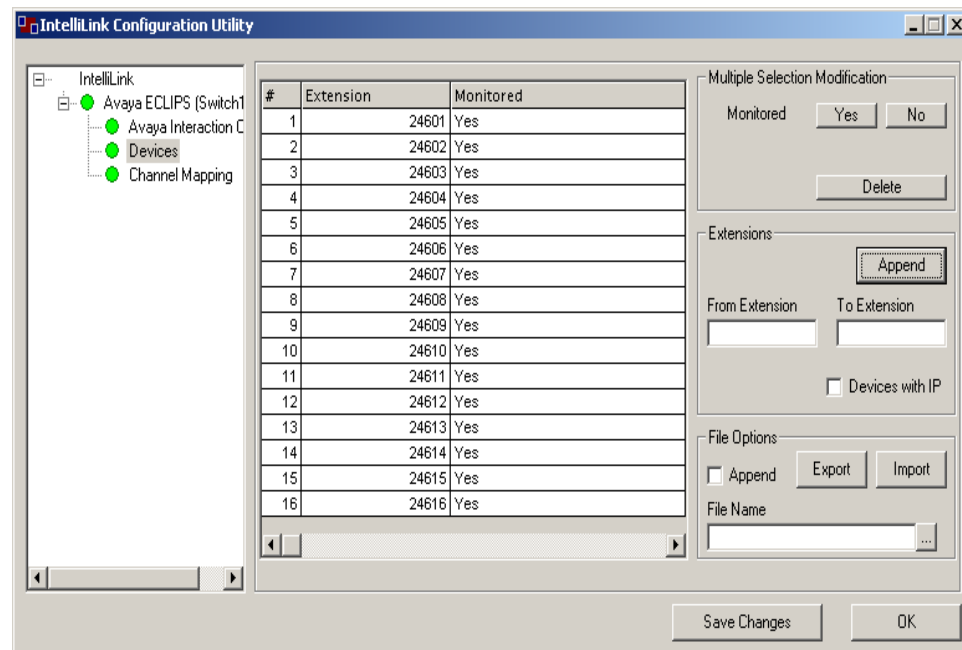 IntelliLink Configuration Utility
IntelliLink
Avaya ECLIPS (Switch1
Avaya Interaction C
Devices
Channel Mapping
# Extension Monitored
1 24601 Yes
2 24602 Yes
3 24603 Yes
4 24604 Yes
5 24605 Yes
6 24606 Yes
7 24607 Yes
8 24608 Yes
9 24609 Yes
10 24610 Yes
11 24611 Yes
12 24612 Yes
13 24613 Yes
14 24614 Yes
15 24615 Yes
16 24616 Yes
Multiple Selection Modification
Monitored Yes No
Delete
Extensions
Append
From Extension To Extension
Devices with IP
File Options
Append Export Import
File Name
...
Save Changes OK